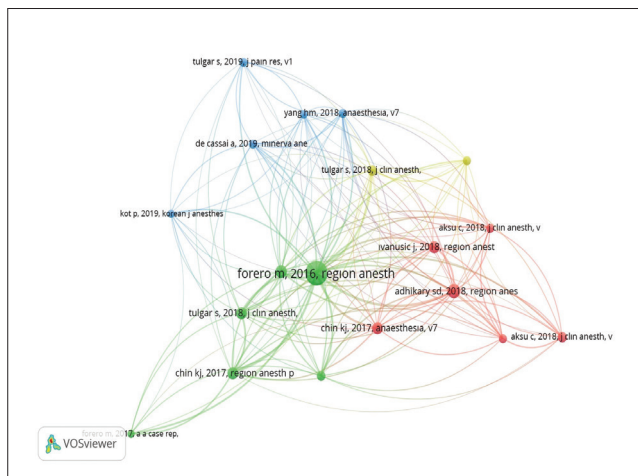 tulgar s, 2019, j pain res, v1
yang hm, 2018, anaesthesia, v7
de cassai a, 2019, minerva ane
tulgar s, 2018, j clin anesth,
kot p, 2019, korean j anesthes
aksu c, 2018, j clin anesth, v
ivanusic j, 2018, region anest
forero m, 2016, region anesth
adhikary sd, 2018, region anes
tulgar s, 2018, j clin anesth,
chin kj, 2017, anaesthesia, v7
aksu c, 2018, j clin anesth, v
chin kj, 2017, region anesth p
forero m, 2017, a a case rep,
VOSviewer